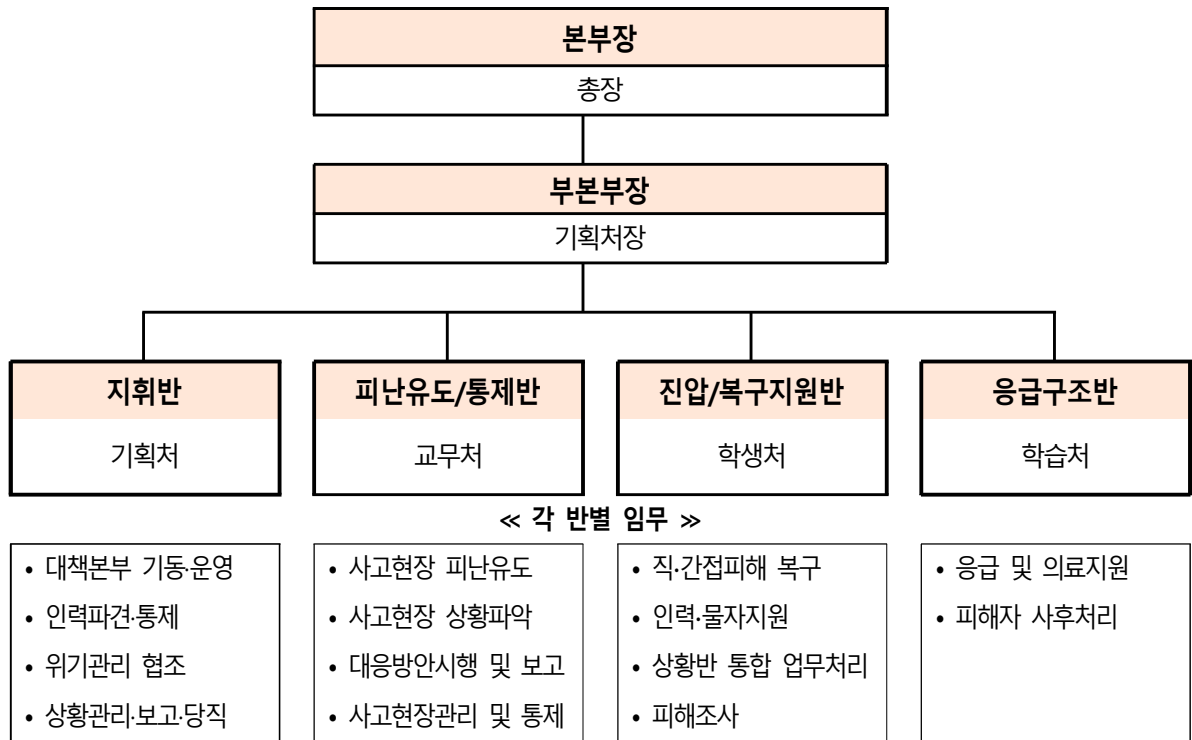 본부장
총장
부본부장
기획처장
지휘반
기획처
피난유도/통제반
교무처
진압/복구지원반
학생처
응급구조반
학습처
≪ 각 반별 임무 ≫
• 대책본부 기동·운영
• 인력파견·통제
• 위기관리 협조
• 상황관리·보고·당직
• 사고현장 피난유도
• 사고현장 상황파악
• 대응방안시행 및 보고
• 사고현장관리 및 통제
• 직·간접피해 복구
• 인력·물자지원
• 상황반 통합 업무처리
• 피해조사
• 응급 및 의료지원
• 피해자 사후처리